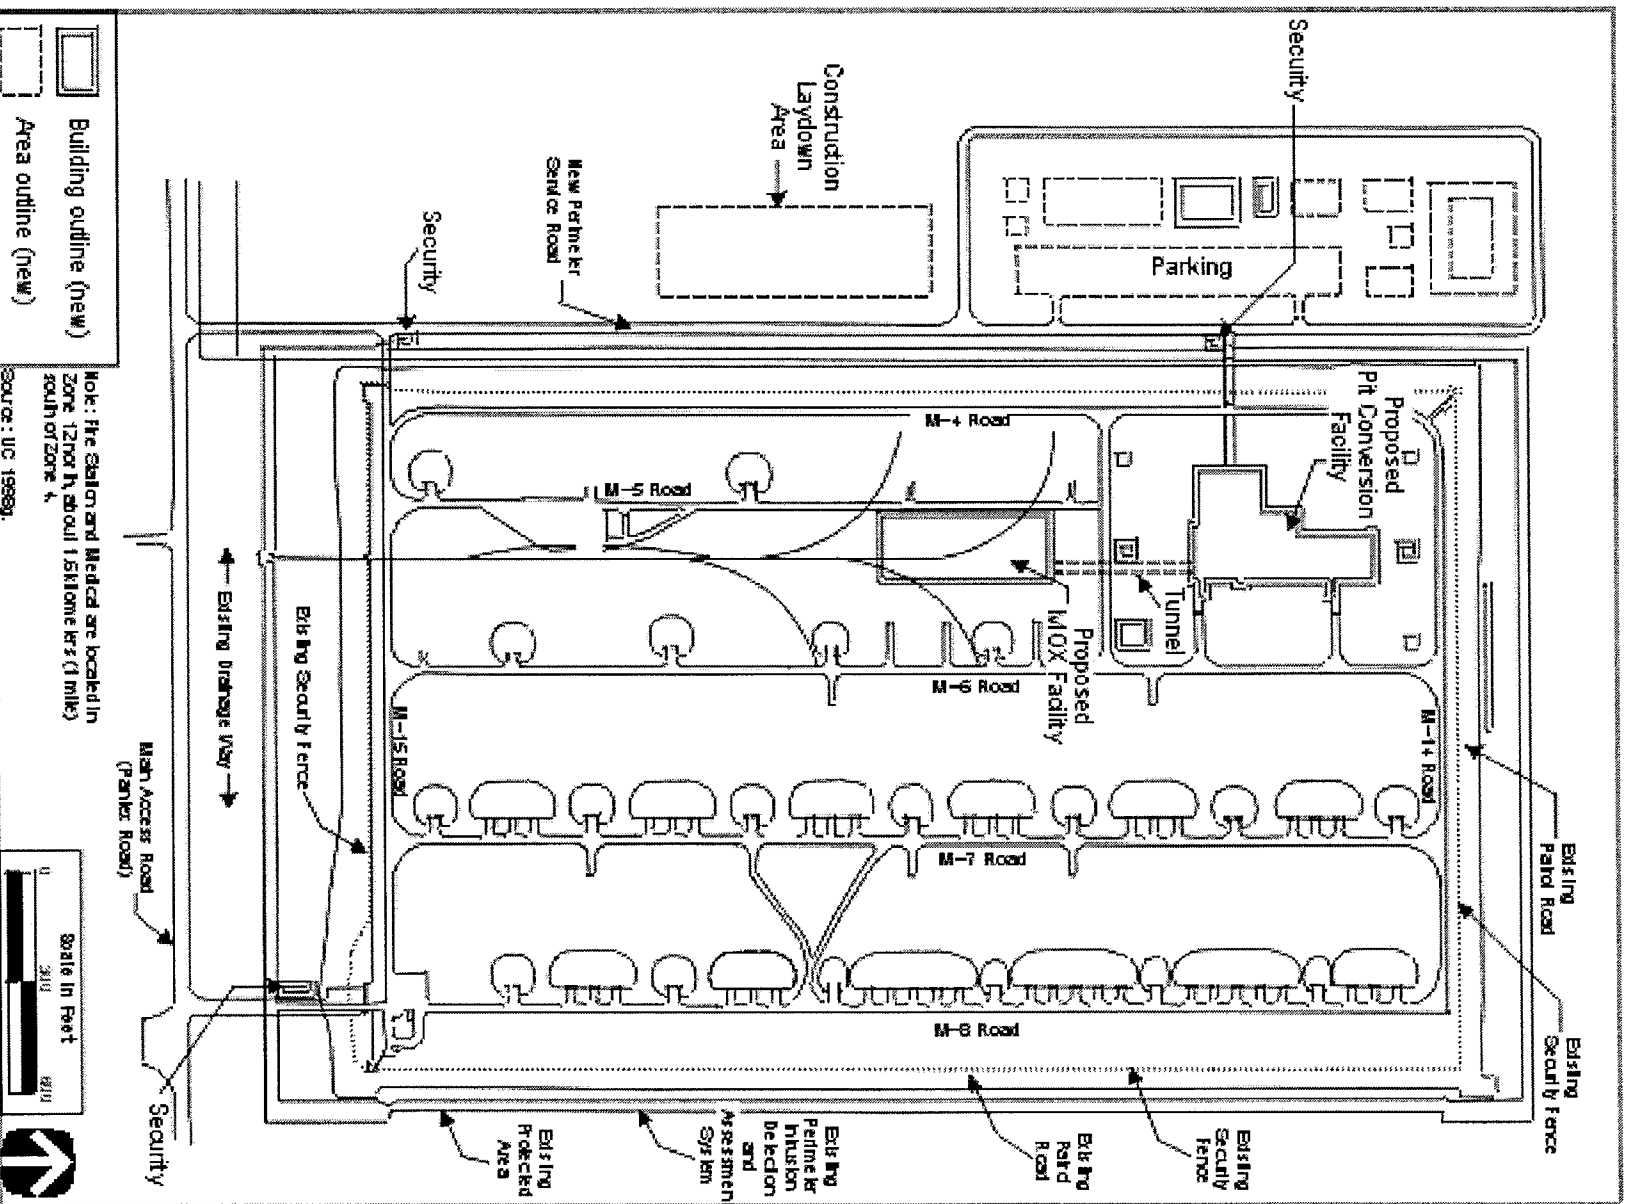 Security
Construction
Laydown
Area
Parking
New Perimeter
Service Road
Security
Proposed
Pit Conversion
Facility
M-4 Road
M-5 Road
Tunnel
Proposed
MOX Facility
M-6 Road
M-15 Road
M-14 Road
M-7 Road
M-8 Road
Existing Drainage Way
Existing Security Fence
Main Access Road
(Pantex Road)
Security
Existing
Patrol Road
Existing
Security Fence
Existing
Security
Fence
Existing
Patrol
Road
Existing
Perimeter
Intrusion
Detection
and
Assessmen
System
Existing
Protected
Area
Building outline (new)
Area outline (new)
Note: Fire Station and Medical are located in
Zone 12 north, about 1.6 kilometers (1 mile)
south of Zone 4.
Source: UC 1998g.
Scale in Feet
0